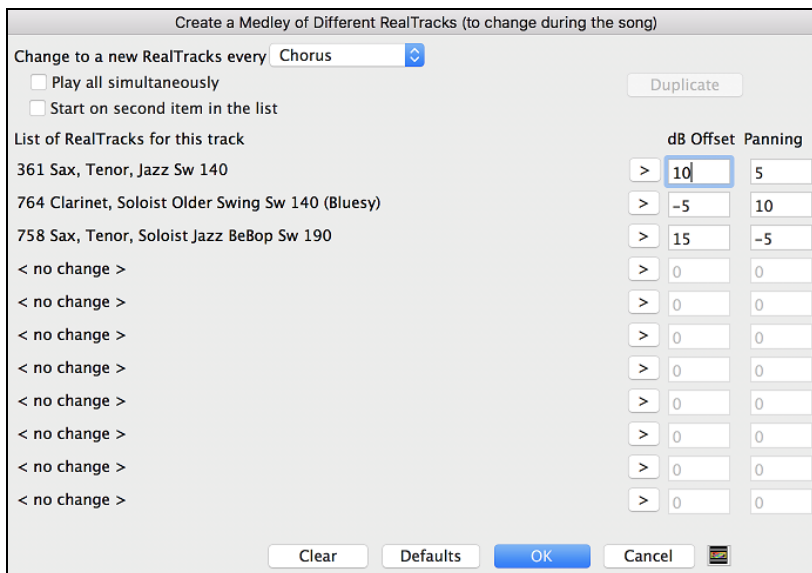 Create a Medley of Different RealTracks (to change during the song)
Change to a new RealTracks every Chorus
Play all simultaneously Duplicate
Start on second item in the list
List of RealTracks for this track dB Offset Panning
361 Sax, Tenor, Jazz Sw 140 > 10 5
764 Clarinet, Soloist Older Swing Sw 140 (Bluesy) > -5 10
758 Sax, Tenor, Soloist Jazz BeBop Sw 190 > 15 -5
< no change > > 0 0
< no change > > 0 0
< no change > > 0 0
< no change > > 0 0
< no change > > 0 0
< no change > > 0 0
< no change > > 0 0
< no change > > 0 0
Clear Defaults OK Cancel